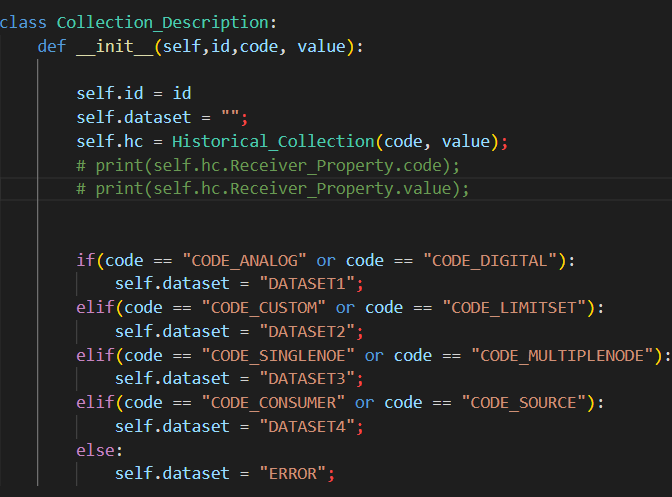 class Collection_Description:
def __init__(self,id,code, value):
self.id = id
self.dataset = "";
self.hc = Historical_Collection(code, value);
# print(self.hc.Receiver_Property.code);
# print(self.hc.Receiver_Property.value);
if(code == "CODE_ANALOG" or code == "CODE_DIGITAL"):
self.dataset = "DATASET1";
elif(code == "CODE_CUSTOM" or code == "CODE_LIMITSET"):
self.dataset = "DATASET2";
elif(code == "CODE_SINGLENOE" or code == "CODE_MULTIPLENODE"):
self.dataset = "DATASET3";
elif(code == "CODE_CONSUMER" or code == "CODE_SOURCE"):
self.dataset = "DATASET4";
else:
self.dataset = "ERROR";